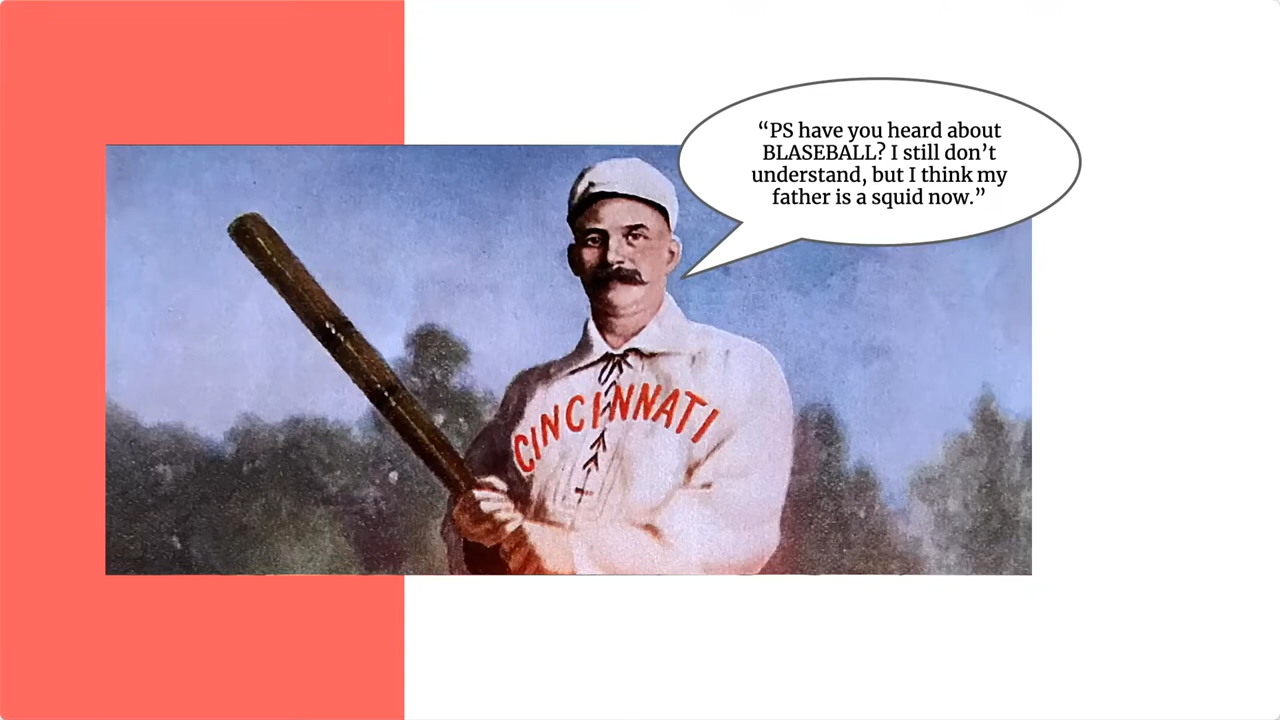 “PS have you heard about
BLASEBALL? I still don’t
understand, but I think my
father is a squid now.”
CINCINNATI